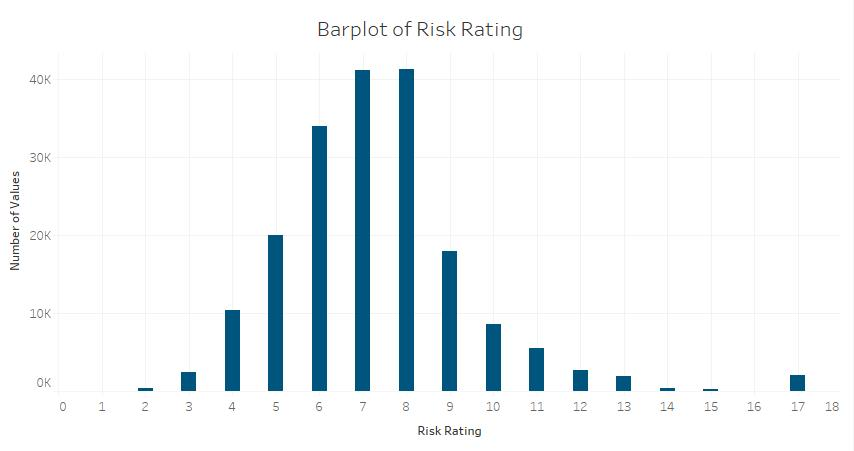 Barplot of Risk Rating
40K
30K
20K
10K
0K
Number of Values
0 1 2 3 4 5 6 7 8 9 10 11 12 13 14 15 16 17 18
Risk Rating